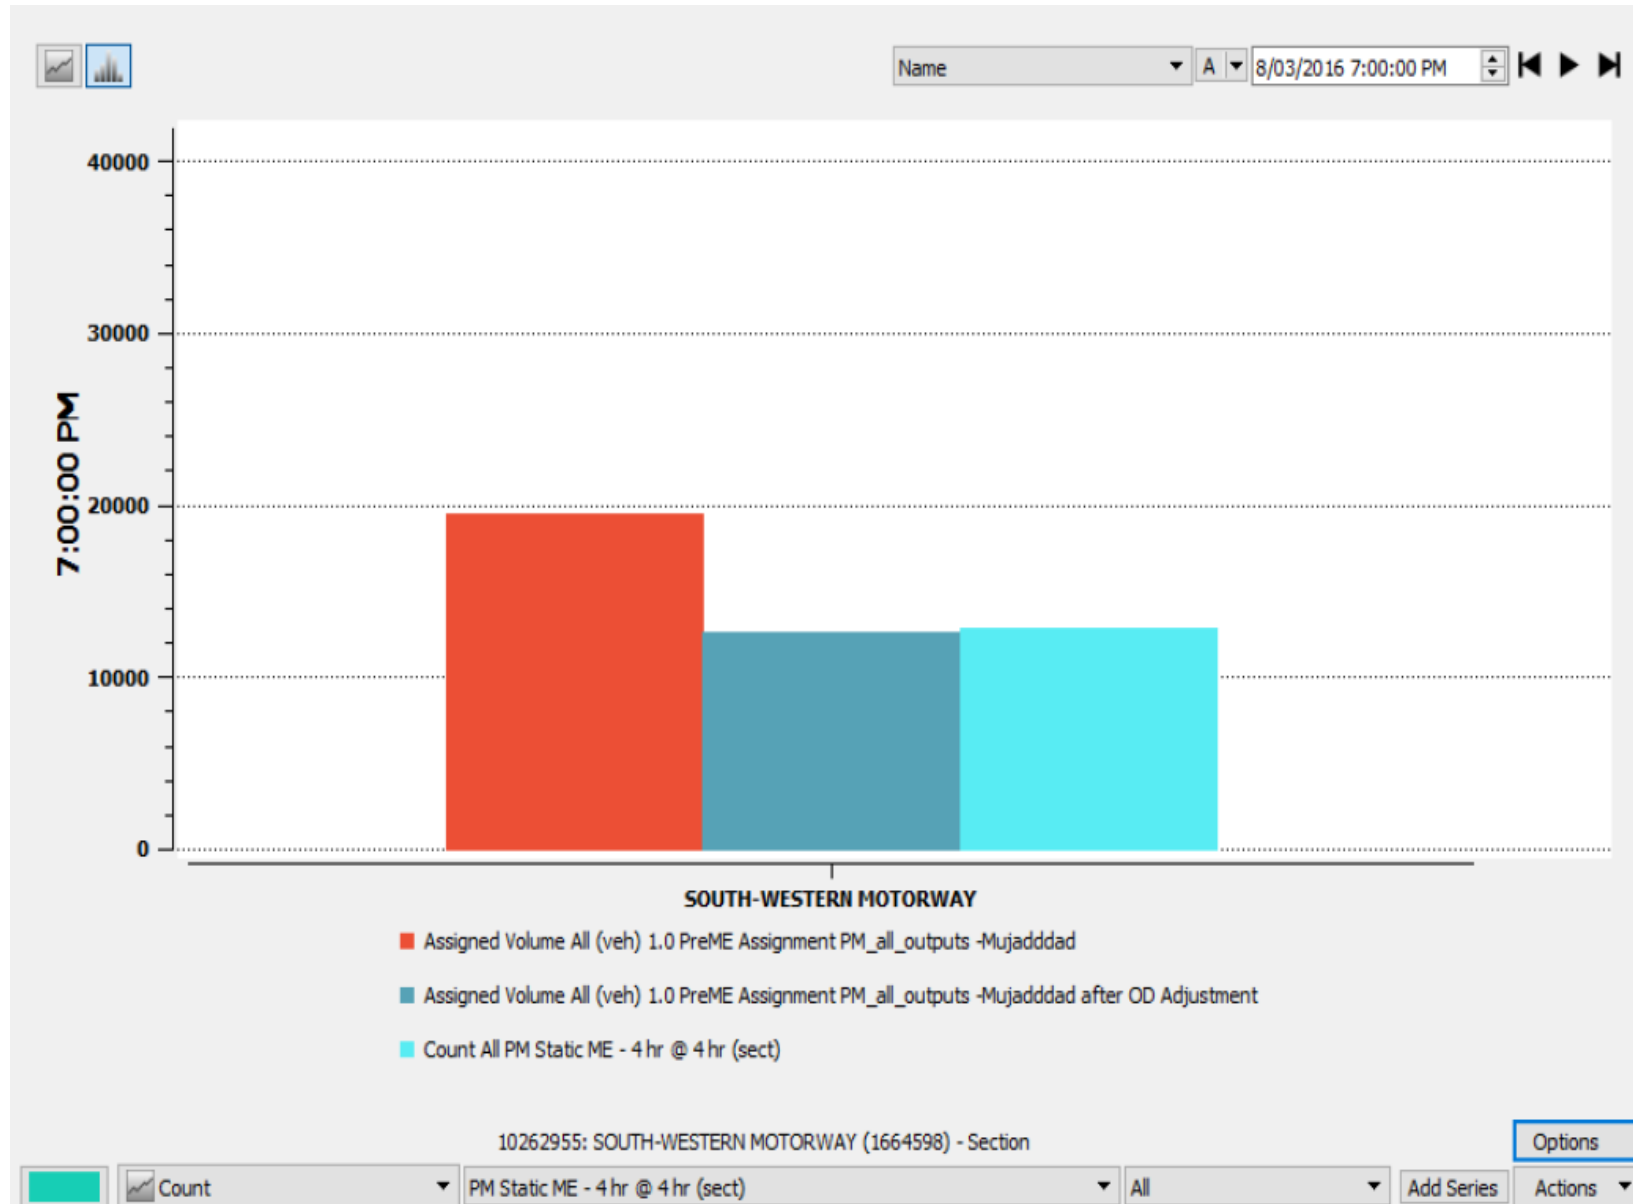 Name
A
8/03/2016 7:00:00 PM
40000
30000
20000
10000
0
7:00:00 PM
SOUTH-WESTERN MOTORWAY
Assigned Volume All (veh) 1.0 PreME Assignment PM_all_outputs -Mujadddad
Assigned Volume All (veh) 1.0 PreME Assignment PM_all_outputs -Mujadddad after OD Adjustment
Count All PM Static ME - 4 hr @ 4 hr (sect)
10262955: SOUTH-WESTERN MOTORWAY (1664598) - Section
Options
Count
PM Static ME - 4 hr @ 4 hr (sect)
All
Add Series
Actions